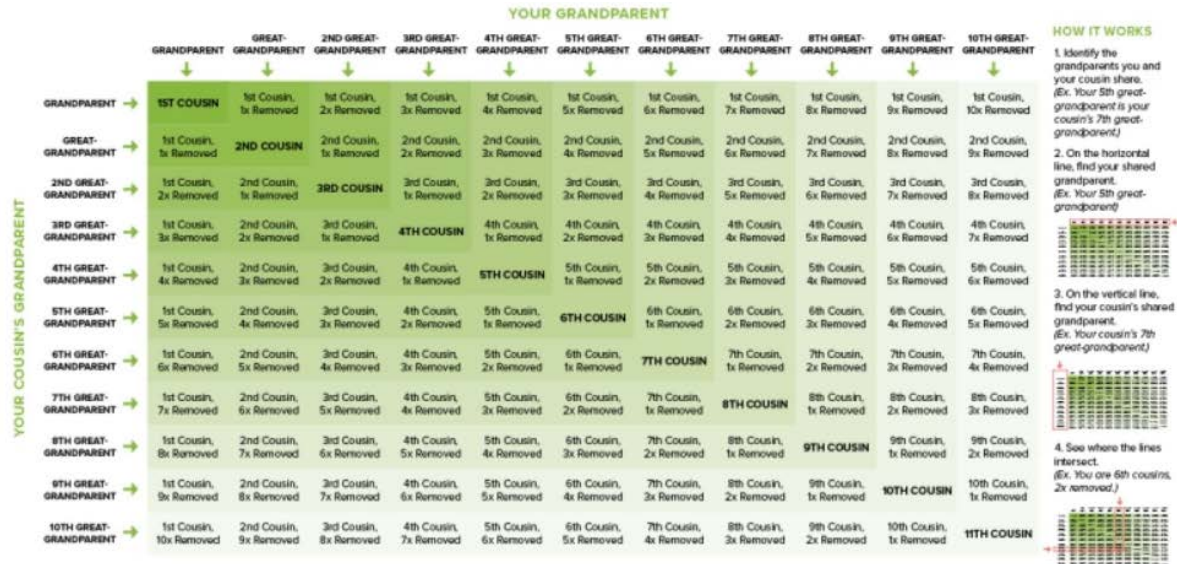 YOUR GRANDPARENT
GREAT- 2ND GREAT- 3RD GREAT- 4TH GREAT- 5TH GREAT- 6TH GREAT- 7TH GREAT- 8TH GREAT- 9TH GREAT- 10TH GREAT-
GRANDPARENT GRANDPARENT GRANDPARENT GRANDPARENT GRANDPARENT GRANDPARENT GRANDPARENT GRANDPARENT GRANDPARENT GRANDPARENT GRANDPARENT
YOUR COUSIN'S GRANDPARENT
GRANDPARENT 1ST COUSIN 1st Cousin, 1st Cousin, 1st Cousin, 1st Cousin, 1st Cousin, 1st Cousin, 1st Cousin, 1st Cousin, 1st Cousin, 1st Cousin,
1x Removed 2x Removed 3x Removed 4x Removed 5x Removed 6x Removed 7x Removed 8x Removed 9x Removed 10x Removed
GREAT- 1st Cousin, 2ND COUSIN 2nd Cousin, 2nd Cousin, 2nd Cousin, 2nd Cousin, 2nd Cousin, 2nd Cousin, 2nd Cousin, 2nd Cousin, 2nd Cousin,
GRANDPARENT 1x Removed 1x Removed 2x Removed 3x Removed 4x Removed 5x Removed 6x Removed 7x Removed 8x Removed 9x Removed
2ND GREAT- 1st Cousin, 2nd Cousin, 3RD COUSIN 3rd Cousin, 3rd Cousin, 3rd Cousin, 3rd Cousin, 3rd Cousin, 3rd Cousin, 3rd Cousin, 3rd Cousin,
GRANDPARENT 2x Removed 1x Removed 1x Removed 2x Removed 3x Removed 4x Removed 5x Removed 6x Removed 7x Removed 8x Removed
3RD GREAT- 1st Cousin, 2nd Cousin, 3rd Cousin, 4TH COUSIN 4th Cousin, 4th Cousin, 4th Cousin, 4th Cousin, 4th Cousin, 4th Cousin, 4th Cousin,
GRANDPARENT 3x Removed 2x Removed 1x Removed 1x Removed 2x Removed 3x Removed 4x Removed 5x Removed 6x Removed 7x Removed
4TH GREAT- 1st Cousin, 2nd Cousin, 3rd Cousin, 4th Cousin, 5TH COUSIN 5th Cousin, 5th Cousin, 5th Cousin, 5th Cousin, 5th Cousin, 5th Cousin,
GRANDPARENT 4x Removed 3x Removed 2x Removed 1x Removed 1x Removed 2x Removed 3x Removed 4x Removed 5x Removed 6x Removed
5TH GREAT- 1st Cousin, 2nd Cousin, 3rd Cousin, 4th Cousin, 5th Cousin, 6TH COUSIN 6th Cousin, 6th Cousin, 6th Cousin, 6th Cousin, 6th Cousin,
GRANDPARENT 5x Removed 4x Removed 3x Removed 2x Removed 1x Removed 1x Removed 2x Removed 3x Removed 4x Removed 5x Removed
6TH GREAT- 1st Cousin, 2nd Cousin, 3rd Cousin, 4th Cousin, 5th Cousin, 6th Cousin, 7TH COUSIN 7th Cousin, 7th Cousin, 7th Cousin, 7th Cousin,
GRANDPARENT 6x Removed 5x Removed 4x Removed 3x Removed 2x Removed 1x Removed 1x Removed 2x Removed 3x Removed 4x Removed
7TH GREAT- 1st Cousin, 2nd Cousin, 3rd Cousin, 4th Cousin, 5th Cousin, 6th Cousin, 7th Cousin, 8TH COUSIN 8th Cousin, 8th Cousin, 8th Cousin,
GRANDPARENT 7x Removed 6x Removed 5x Removed 4x Removed 3x Removed 2x Removed 1x Removed 1x Removed 2x Removed 3x Removed
8TH GREAT- 1st Cousin, 2nd Cousin, 3rd Cousin, 4th Cousin, 5th Cousin, 6th Cousin, 7th Cousin, 8th Cousin, 9TH COUSIN 9th Cousin, 9th Cousin,
GRANDPARENT 8x Removed 7x Removed 6x Removed 5x Removed 4x Removed 3x Removed 2x Removed 1x Removed 1x Removed 2x Removed
9TH GREAT- 1st Cousin, 2nd Cousin, 3rd Cousin, 4th Cousin, 5th Cousin, 6th Cousin, 7th Cousin, 8th Cousin, 9th Cousin, 10TH COUSIN 10th Cousin,
GRANDPARENT 9x Removed 8x Removed 7x Removed 6x Removed 5x Removed 4x Removed 3x Removed 2x Removed 1x Removed 1x Removed
10TH GREAT- 1st Cousin, 2nd Cousin, 3rd Cousin, 4th Cousin, 5th Cousin, 6th Cousin, 7th Cousin, 8th Cousin, 9th Cousin, 10th Cousin, 11TH COUSIN
GRANDPARENT 10x Removed 9x Removed 8x Removed 7x Removed 6x Removed 5x Removed 4x Removed 3x Removed 2x Removed 1x Removed
HOW IT WORKS
1. Identify the
grandparents you and
your cousin share.
(Ex. Your 5th great-
grandparent is your
cousin's 7th great-
grandparent.)
2. On the horizontal
line, find your shared
grandparent.
(Ex. Your 5th great-
grandparent)
3. On the vertical line,
find your cousin's shared
grandparent.
(Ex. Your cousin's 7th
great-grandparent.)
4. See where the lines
intersect.
(Ex. You are 6th cousins,
2x removed.)